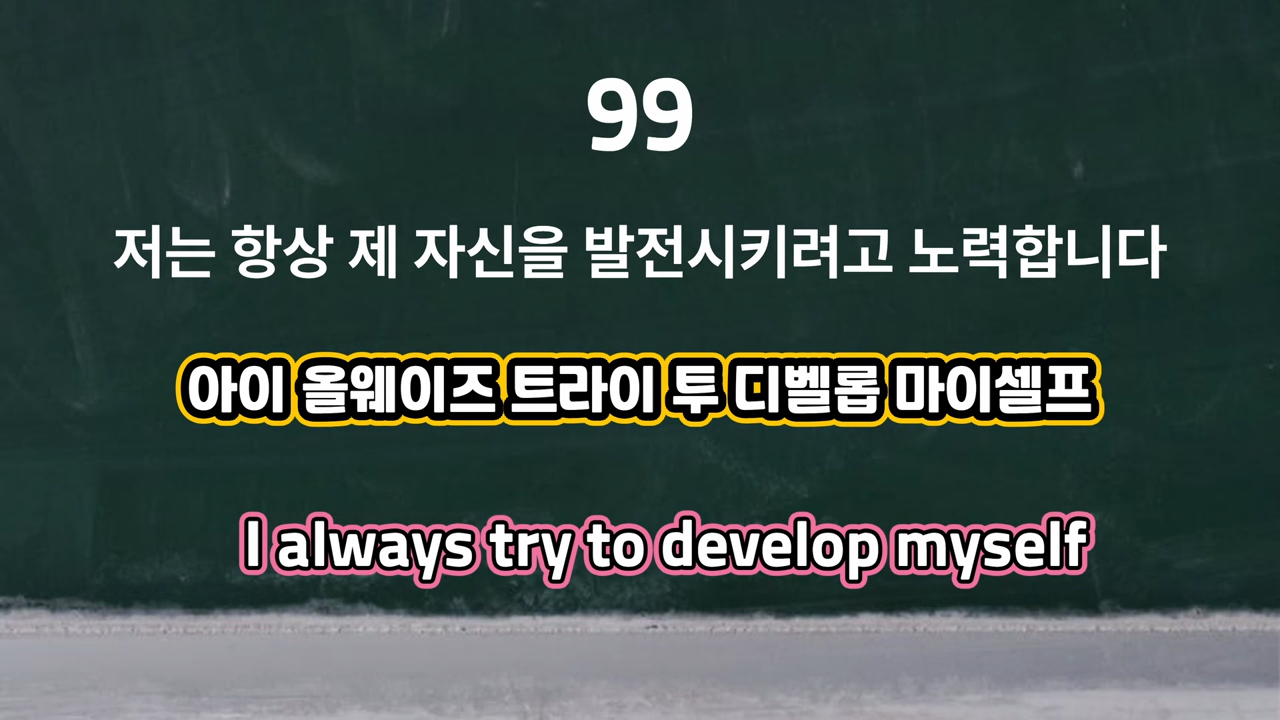 99
저는 항상 제 자신을 발전시키려고 노력합니다
아이 올웨이즈 트라이 투 디벨롭 마이셀프
I always try to develop myself